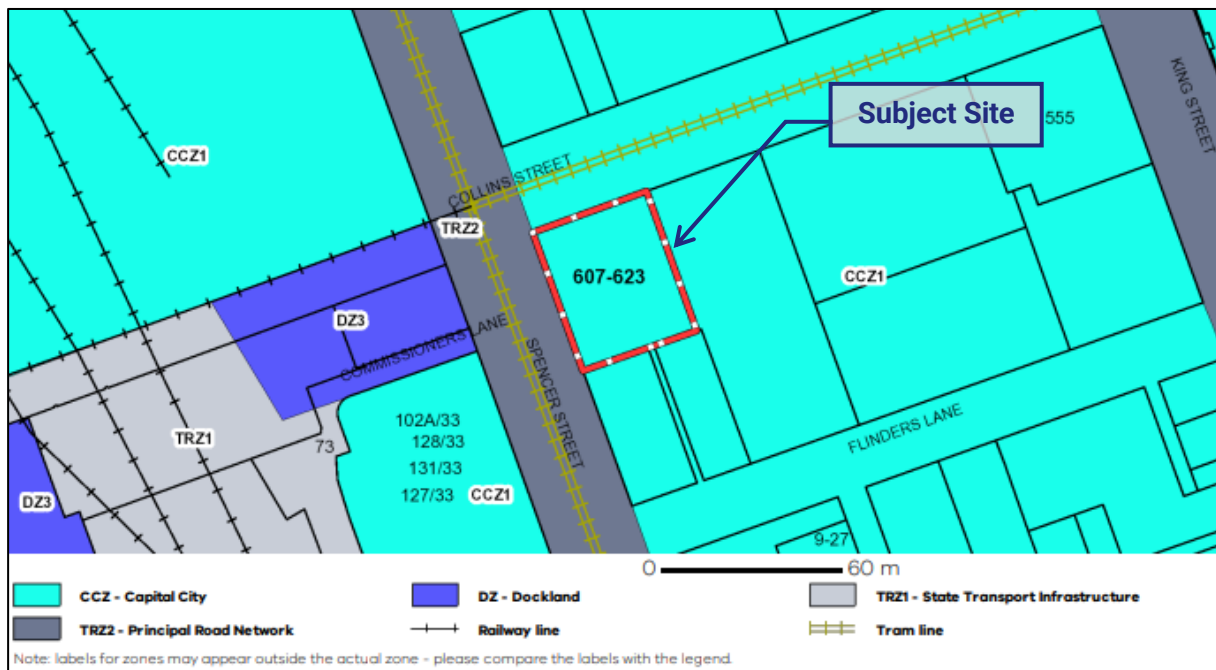 Subject Site
555
KING STREET
CCZ1
COLLINS STREET
TRZ2
607-623
CCZ1
DZ3
COMMISSIONERS LANE
SPENCER STREET
FLINDERS LANE
102A/33
128/33
131/33
127/33
CCZ1
TRZ1
73
DZ3
9-27
0 60 m
CCZ - Capital City
DZ - Dockland
TRZ1 - State Transport Infrastructure
TRZ2 - Principal Road Network
Railway line
Tram line
Note: labels for zones may appear outside the actual zone - please compare the labels with the legend.